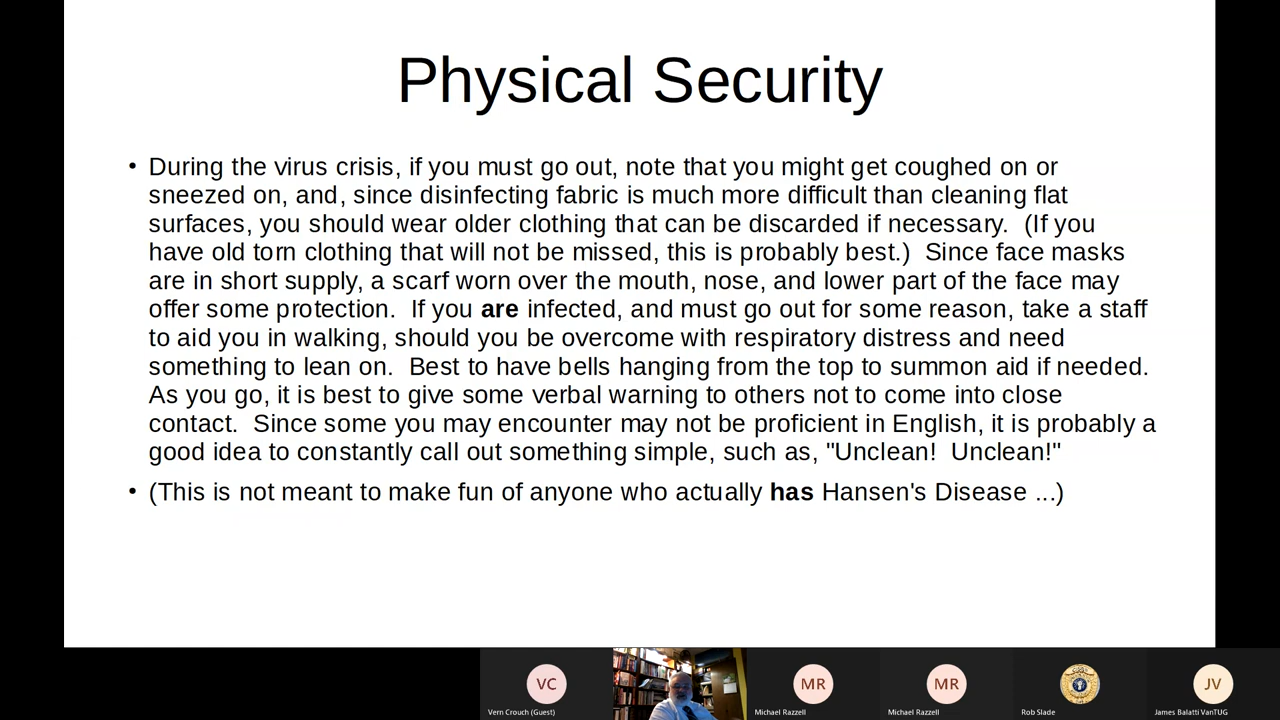 Physical Security
• During the virus crisis, if you must go out, note that you might get coughed on or
sneezed on, and, since disinfecting fabric is much more difficult than cleaning flat
surfaces, you should wear older clothing that can be discarded if necessary.  (If you
have old torn clothing that will not be missed, this is probably best.)  Since face masks
are in short supply, a scarf worn over the mouth, nose, and lower part of the face may
offer some protection.  If you are infected, and must go out for some reason, take a staff
to aid you in walking, should you be overcome with respiratory distress and need
something to lean on.  Best to have bells hanging from the top to summon aid if needed.
As you go, it is best to give some verbal warning to others not to come into close
contact.  Since some you may encounter may not be proficient in English, it is probably a
good idea to constantly call out something simple, such as, "Unclean!  Unclean!"
• (This is not meant to make fun of anyone who actually has Hansen's Disease ...)
VC
MR
MR
JV
Vern Crouch (Guest)
Michael Razzell
Michael Razzell
Rob Slade
James Balatti VanTUG